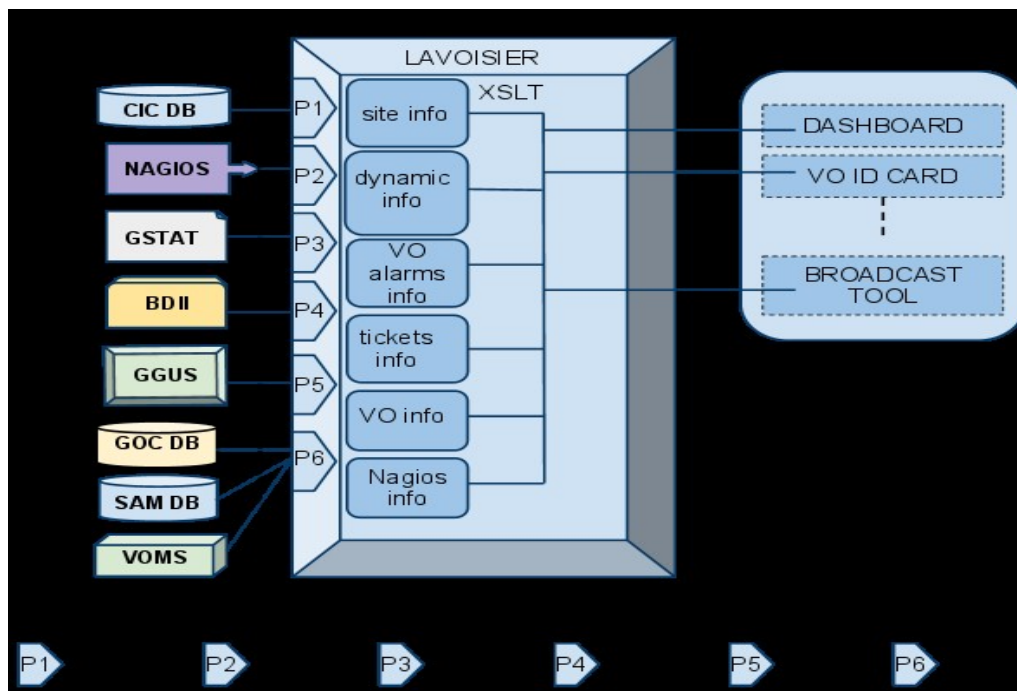 LAVOISIER
XSLT
CIC DB
NAGIOS
GSTAT
BDII
GGUS
GOC DB
SAM DB
VOMS
P1
P2
P3
P4
P5
P6
site info
dynamic
info
VO
alarms
info
tickets
info
VO info
Nagios
info
DASHBOARD
VO ID CARD
BROADCAST
TOOL
P1
P2
P3
P4
P5
P6